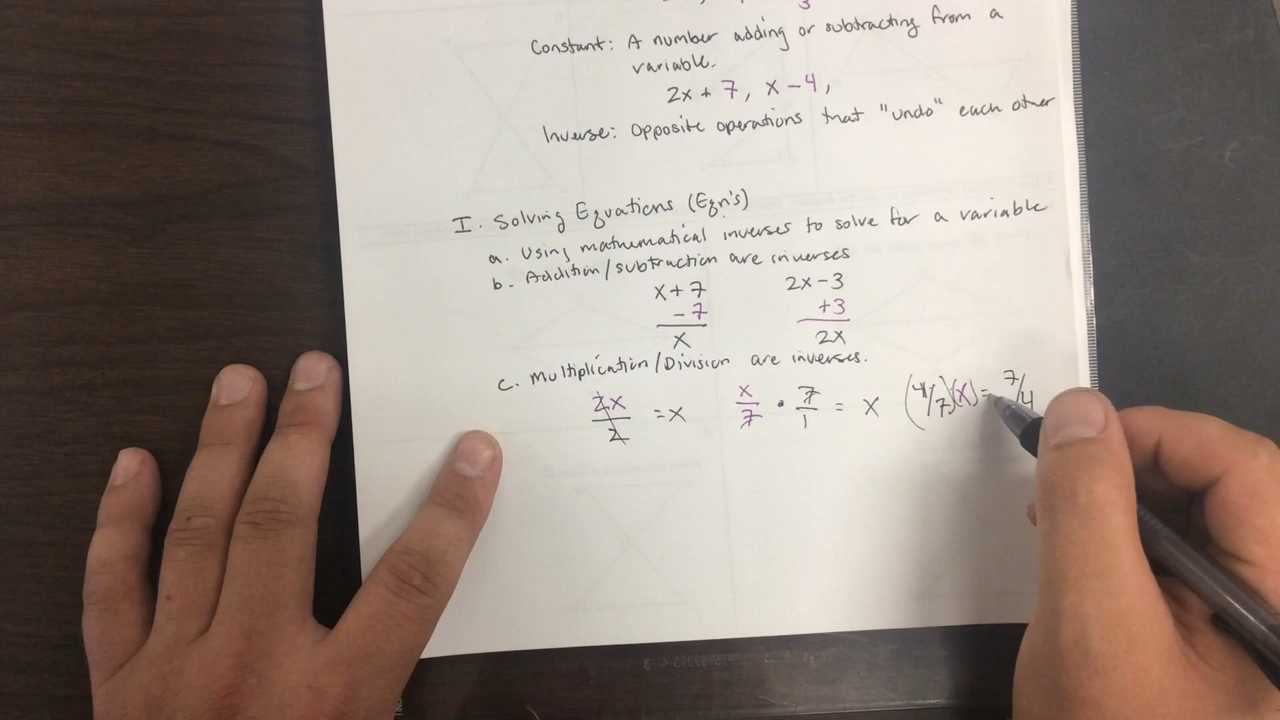 3
Constant: A number adding or subtracting from a
variable.
2x + 7, x - 4,
Inverse: Opposite operations that "undo" each other
I. Solving Equations (Eqn's)
a. Using mathematical inverses to solve for a variable
b. Addition/subtraction are inverses
x + 7 2x - 3
- 7 +3
x 2x
c. Multiplication/Division are inverses.
2x/2 = x x/7 • 7/1 = x (4/7)(x) = 7/4